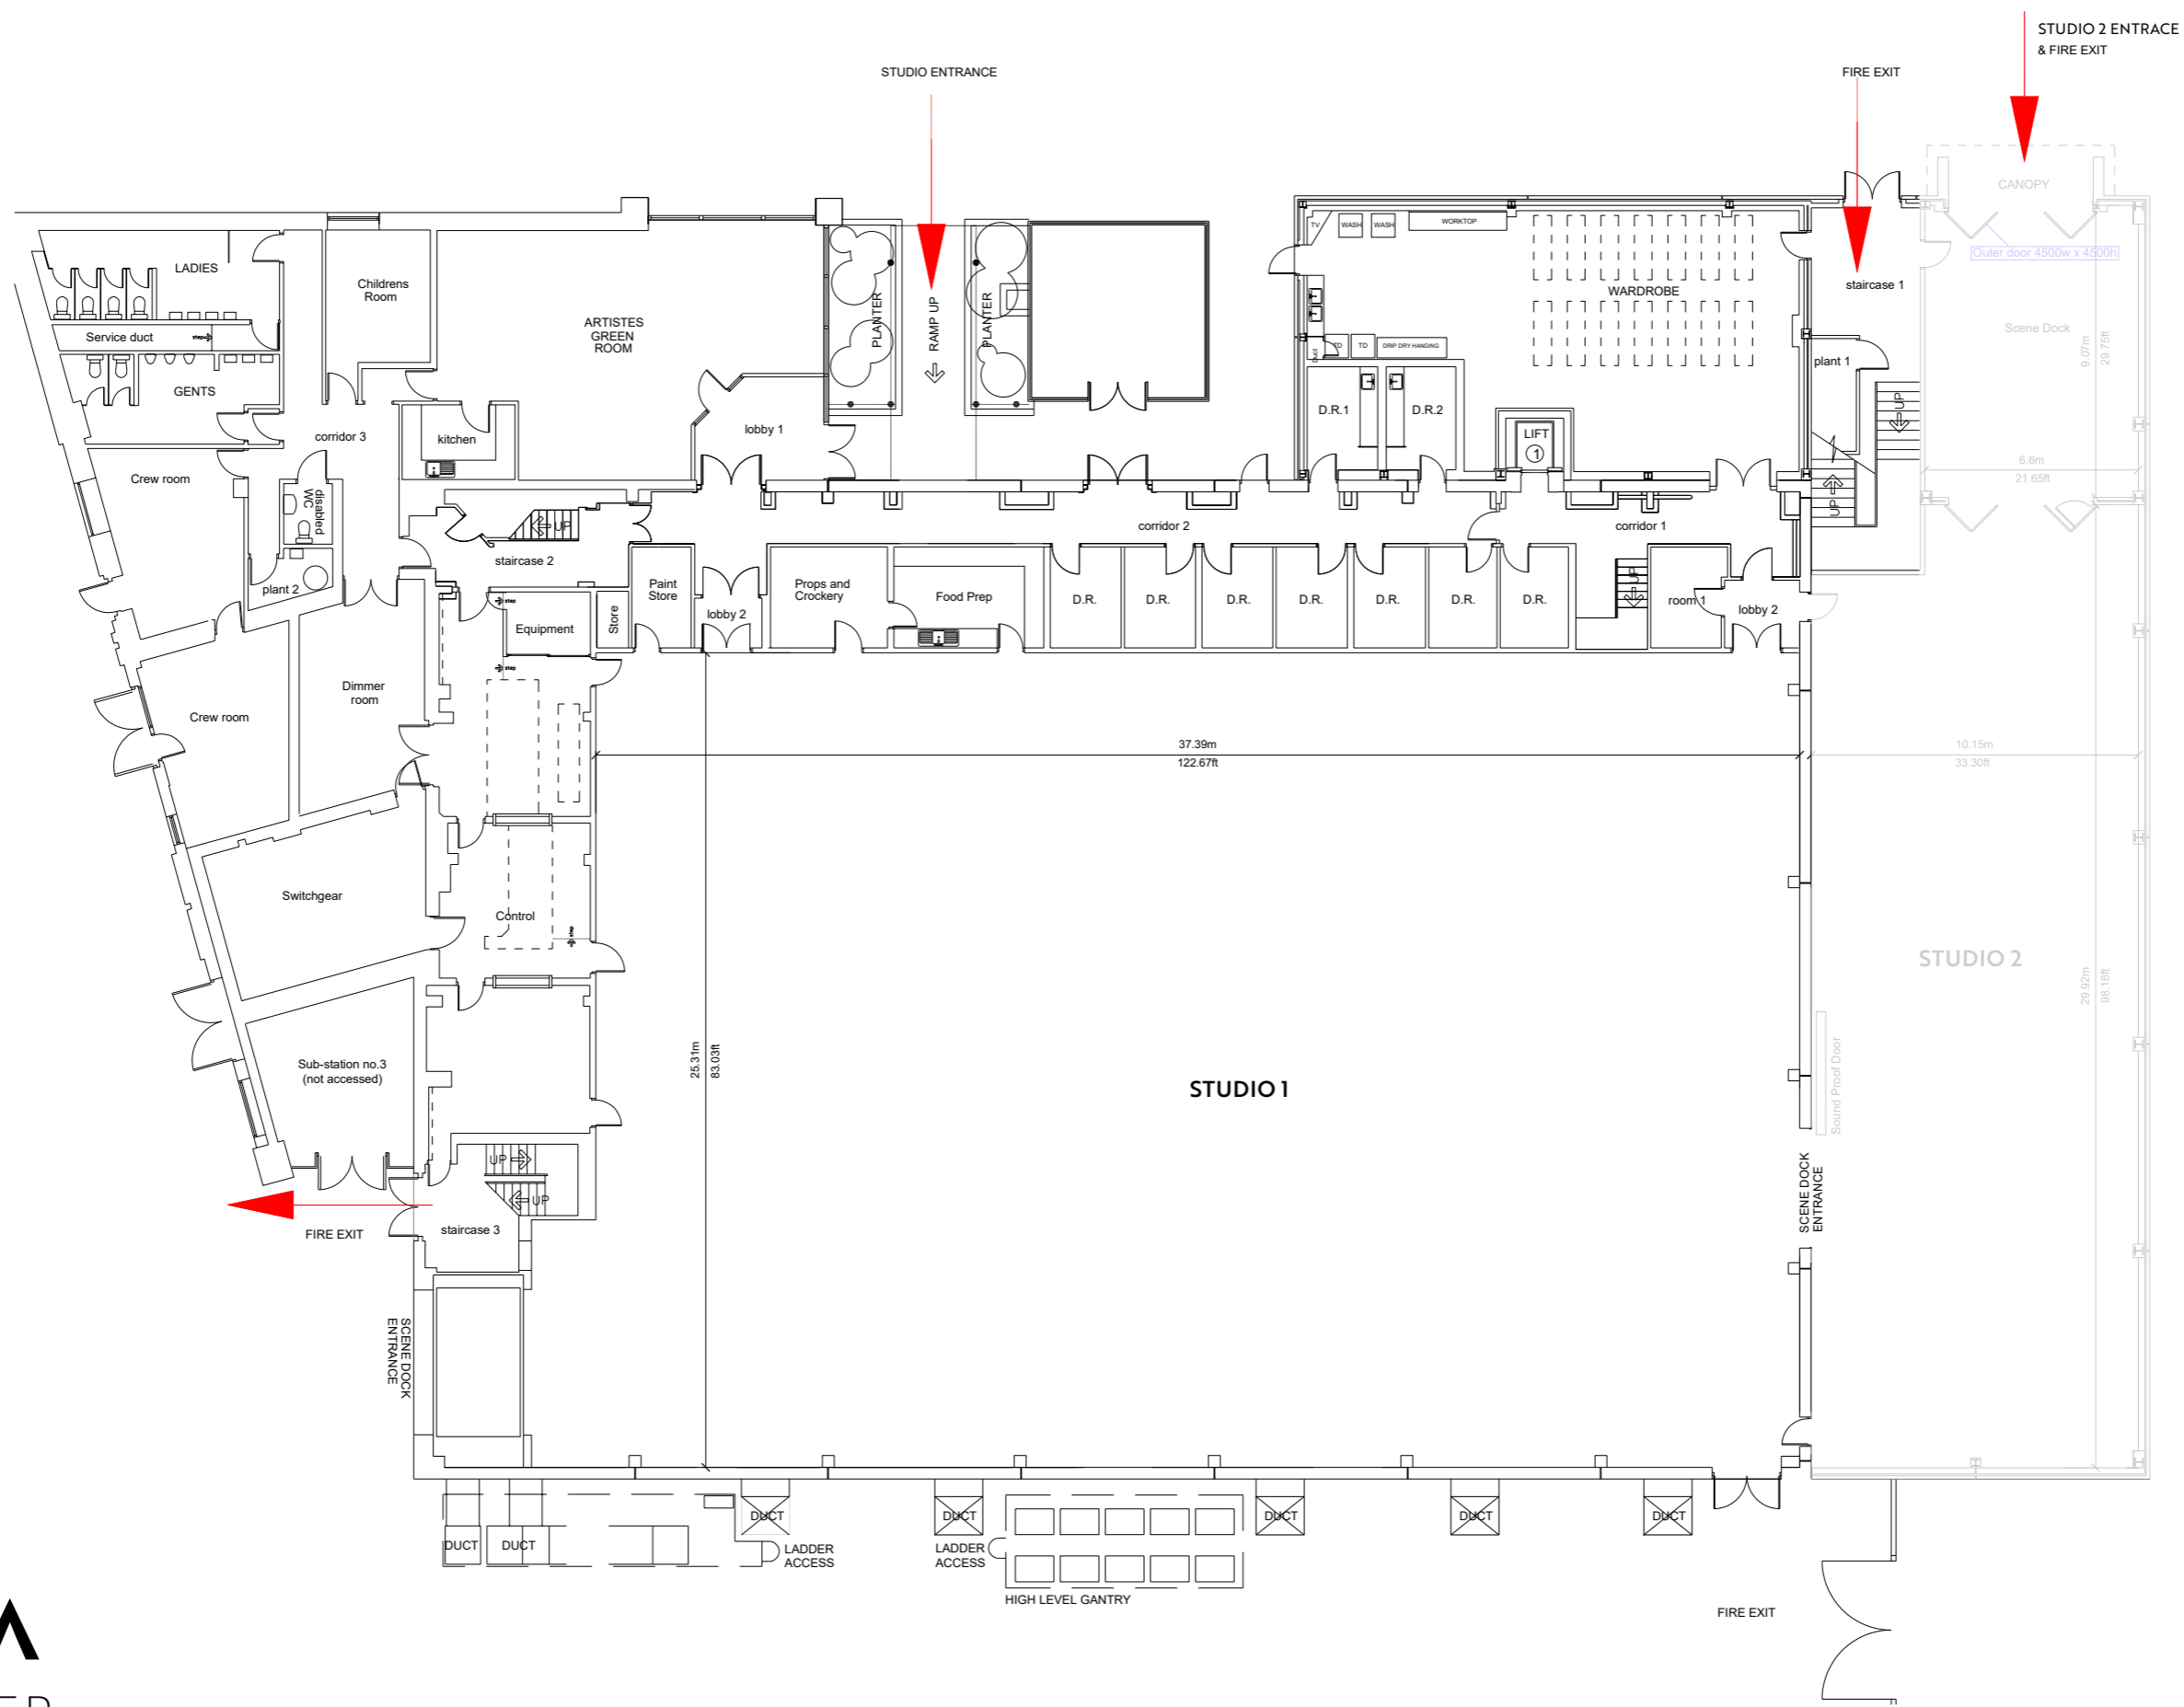 STUDIO 2 ENTRACE
& FIRE EXIT
STUDIO ENTRANCE
FIRE EXIT
CANOPY
Outer door 4500w x 4500h
LADIES
Service duct
step
GENTS
Childrens
Room
ARTISTES
GREEN
ROOM
PLANTER
RAMP UP
PLANTER
TV
WASH
WASH
WORKTOP
WARDROBE
Duct
TD
TD
DRIP DRY HANGING
D.R.1
D.R.2
LIFT
1
staircase 1
plant 1
UP
UP
Scene Dock
9.07m
29.75ft
6.6m
21.65ft
corridor 3
kitchen
lobby 1
Crew room
disabled
WC
plant 2
UP
staircase 2
corridor 2
corridor 1
step
Equipment
step
Store
Paint
Store
lobby 2
Props and
Crockery
Food Prep
D.R.
D.R.
D.R.
D.R.
D.R.
D.R.
D.R.
UP
room 1
lobby 2
Crew room
Dimmer
room
37.39m
122.67ft
10.15m
33.30ft
Switchgear
Control
step
STUDIO 2
29.92m
98.16ft
Sub-station no.3
(not accessed)
25.31m
83.03ft
STUDIO 1
Sound Proof Door
SCENE DOCK
ENTRANCE
UP
UP
staircase 3
FIRE EXIT
SCENE DOCK
ENTRANCE
DUCT
DUCT
DUCT
DUCT
DUCT
DUCT
DUCT
LADDER
ACCESS
LADDER
ACCESS
HIGH LEVEL GANTRY
FIRE EXIT